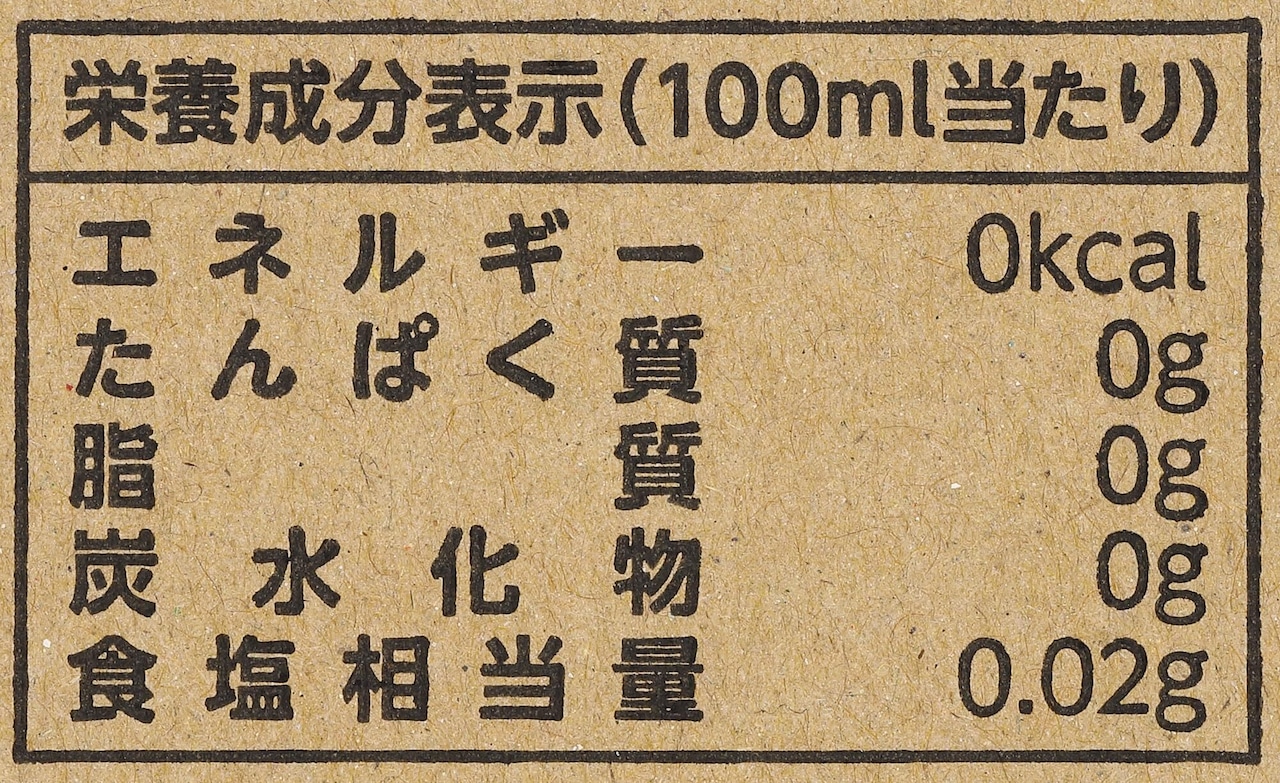 栄養成分表示(100ml当たり)
エネルギー 0kcal
たんぱく質 0g
脂質 0g
炭水化物 0g
食塩相当量 0.02g